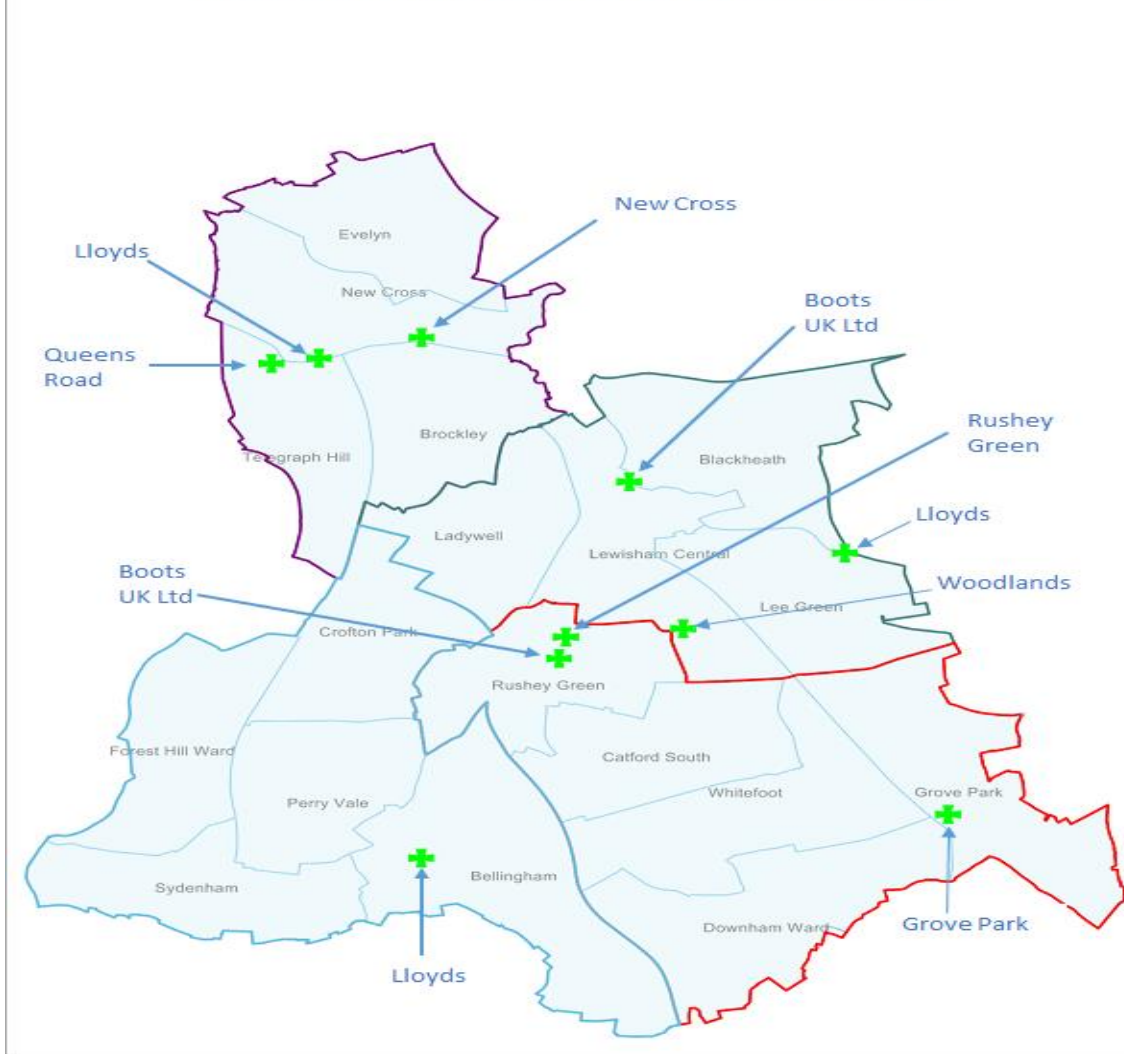 New Cross
Evelyn
Lloyds
New Cross
Boots
UK Ltd
Queens
Road
Rushey
Green
Brockley
Telegraph Hill
Blackheath
Lloyds
Ladywell
Lewisham Central
Boots
UK Ltd
Woodlands
Lee Green
Crofton Park
Rushey Green
Forest Hill Ward
Catford South
Whitefoot
Grove Park
Perry Vale
Sydenham
Bellingham
Downham Ward
Grove Park
Lloyds